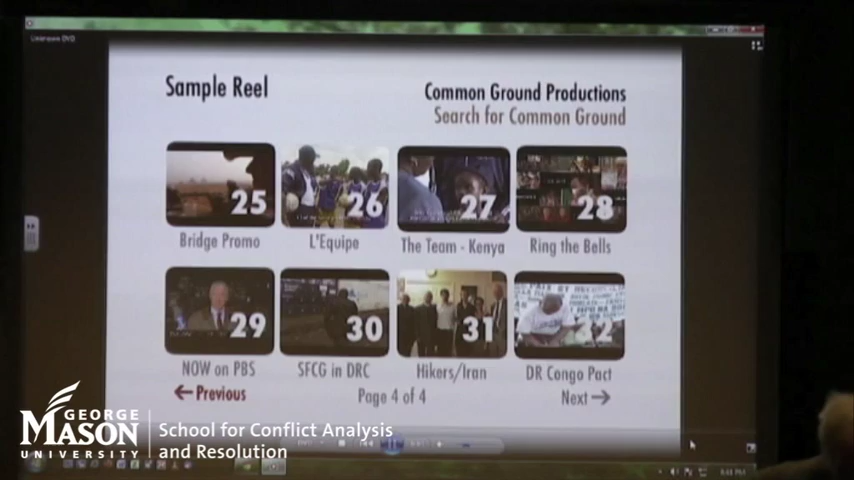 Sample Reel
Common Ground Productions
Search for Common Ground
25
26
27
28
Bridge Promo
L'Equipe
The Team - Kenya
Ring the Bells
29
30
31
32
NOW on PBS
SFCG in DRC
Hikers/Iran
DR Congo Pact
←Previous
Page 4 of 4
Next→
GEORGE
MASON
UNIVERSITY
School for Conflict Analysis
and Resolution